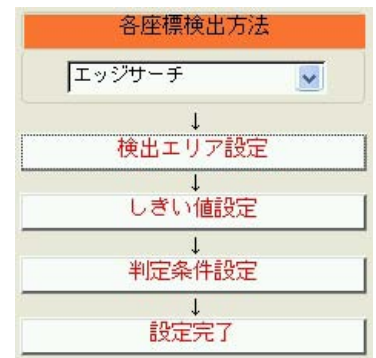 各座標検出方法
エッジサーチ
↓
検出エリア設定
↓
しきい値設定
↓
判定条件設定
↓
設定完了